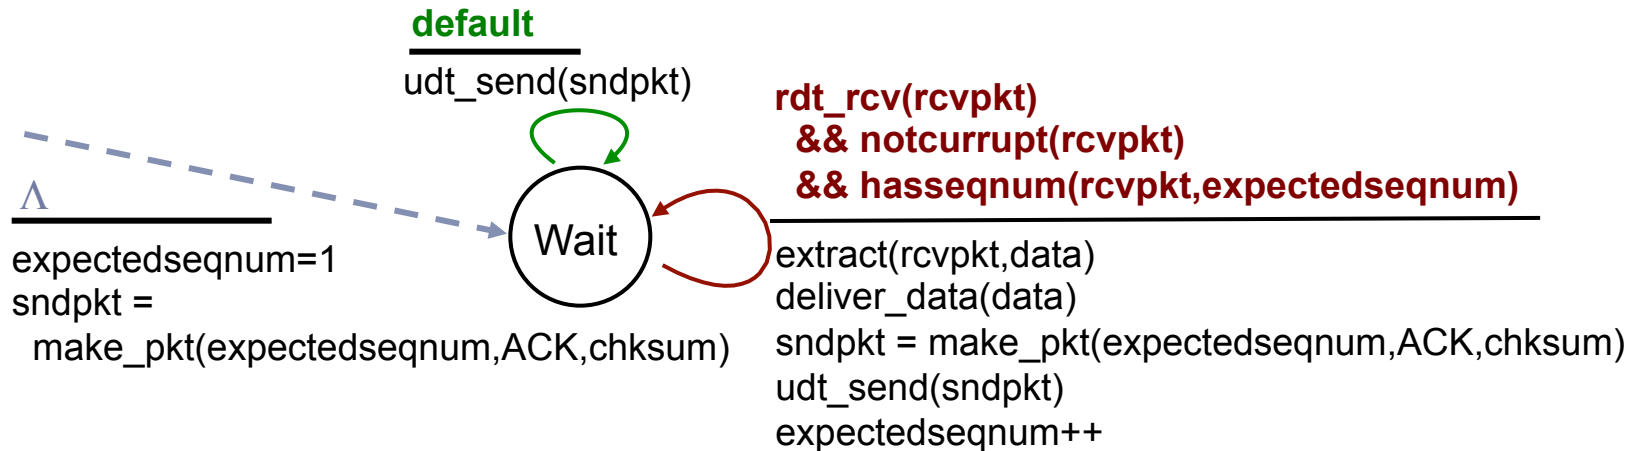 default
udt_send(sndpkt)
Λ
expectedseqnum=1
sndpkt =
make_pkt(expectedseqnum,ACK,chksum)
Wait
rdt_rcv(rcvpkt)
&& notcurrupt(rcvpkt)
&& hasseqnum(rcvpkt,expectedseqnum)
extract(rcvpkt,data)
deliver_data(data)
sndpkt = make_pkt(expectedseqnum,ACK,chksum)
udt_send(sndpkt)
expectedseqnum++